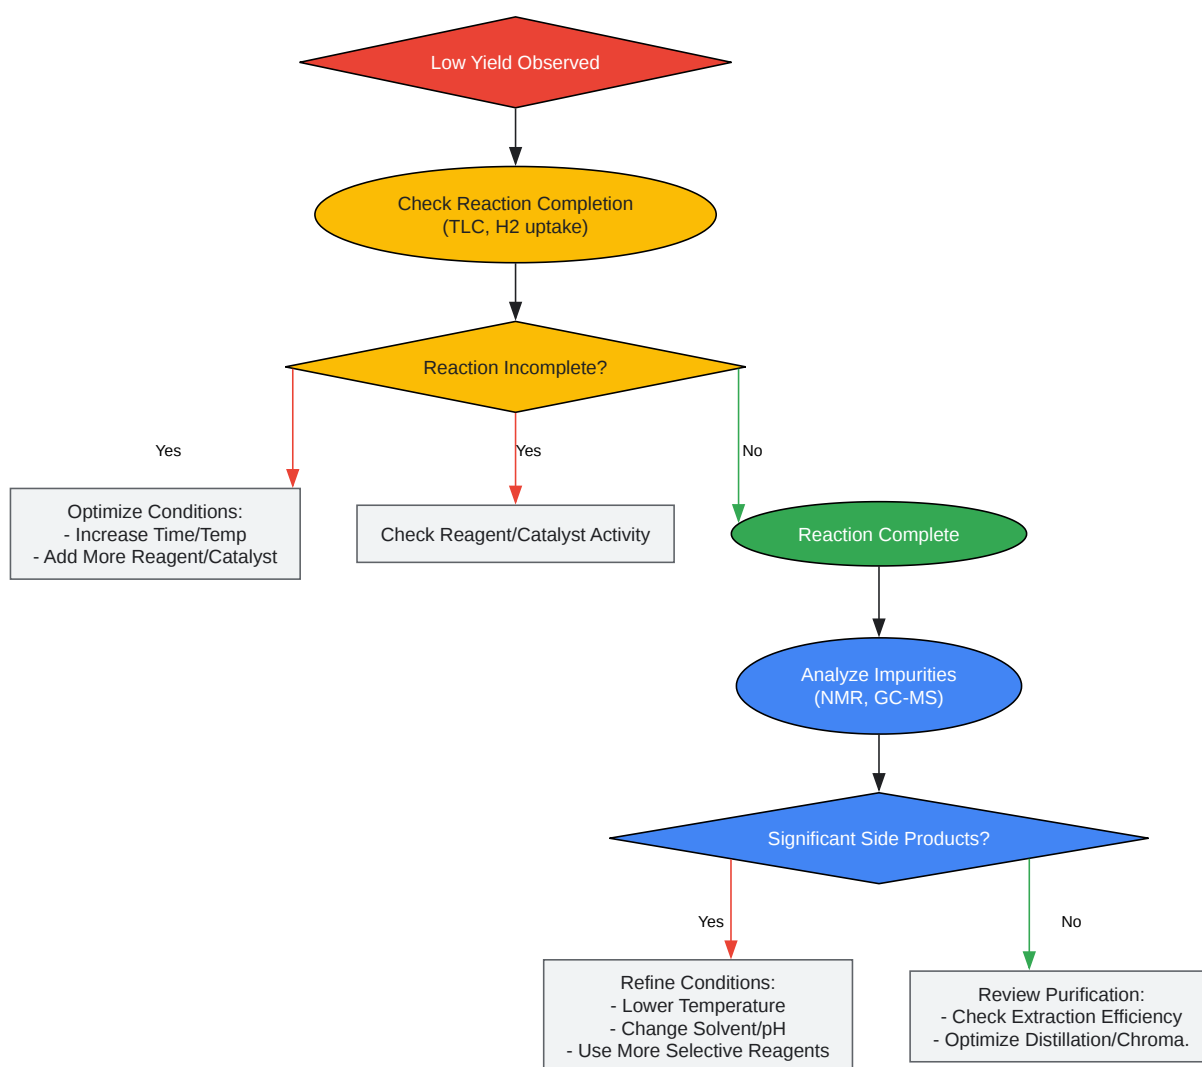 Low Yield Observed
Check Reaction Completion
(TLC, H2 uptake)
Reaction Incomplete?
Yes
Yes
No
Optimize Conditions:
- Increase Time/Temp
- Add More Reagent/Catalyst
Check Reagent/Catalyst Activity
Reaction Complete
Analyze Impurities
(NMR, GC-MS)
Significant Side Products?
Yes
No
Refine Conditions:
- Lower Temperature
- Change Solvent/pH
- Use More Selective Reagents
Review Purification:
- Check Extraction Efficiency
- Optimize Distillation/Chroma.